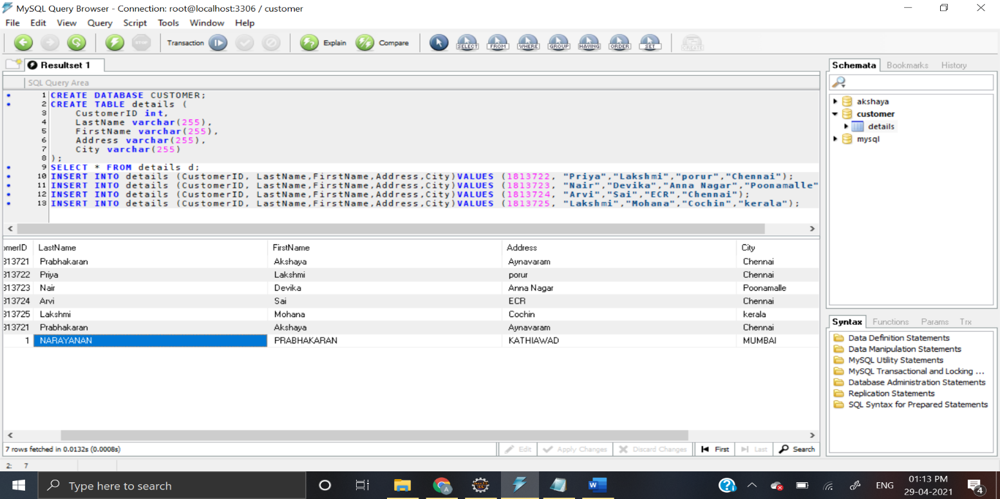 MySQL Query Browser - Connection: root@localhost:3306 / customer
File Edit View Query Script Tools Window Help
STOP Transaction Explain Compare SELECT FROM WHERE GROUP HAVING ORDER SET CREATE
Resultset 1
SQL Query Area
1 CREATE DATABASE CUSTOMER;
2 CREATE TABLE details (
3 CustomerID int,
4 LastName varchar(255),
5 FirstName varchar(255),
6 Address varchar(255),
7 City varchar(255)
8 );
9 SELECT * FROM details d;
10 INSERT INTO details (CustomerID, LastName,FirstName,Address,City)VALUES (1813722, "Priya","Lakshmi","porur","Chennai");
11 INSERT INTO details (CustomerID, LastName,FirstName,Address,City)VALUES (1813723, "Nair","Devika","Anna Nagar","Poonamalle"
12 INSERT INTO details (CustomerID, LastName,FirstName,Address,City)VALUES (1813724, "Arvi","Sai","ECR","Chennai");
13 INSERT INTO details (CustomerID, LastName,FirstName,Address,City)VALUES (1813725, "Lakshmi","Mohana","Cochin","kerala");
omerID LastName FirstName Address City
813721 Prabhakaran Akshaya Aynavaram Chennai
813722 Priya Lakshmi porur Chennai
813723 Nair Devika Anna Nagar Poonamalle
813724 Arvi Sai ECR Chennai
813725 Lakshmi Mohana Cochin kerala
813721 Prabhakaran Akshaya Aynavaram Chennai
1 NARAYANAN PRABHAKARAN KATHIAWAD MUMBAI
7 rows fetched in 0.0132s (0.0008s)
Edit Apply Changes Discard Changes First Last Search
2: 7
Schemata Bookmarks History
akshaya
customer
details
mysql
Syntax Functions Params Trx
Data Definition Statements
Data Manipulation Statements
MySQL Utility Statements
MySQL Transactional and Locking ...
Database Administration Statements
Replication Statements
SQL Syntax for Prepared Statements
Type here to search
ENG
01:13 PM
29-04-2021
4